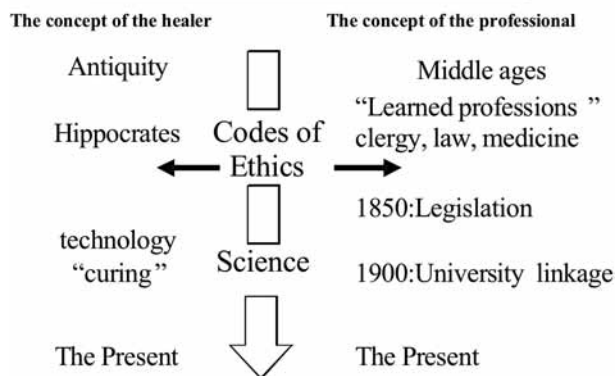 The concept of the healer
The concept of the professional
Antiquity
Middle ages
Hippocrates
Codes of
Ethics
“Learned professions ”
clergy, law, medicine
1850:Legislation
technology
“curing”
Science
1900:University linkage
The Present
The Present